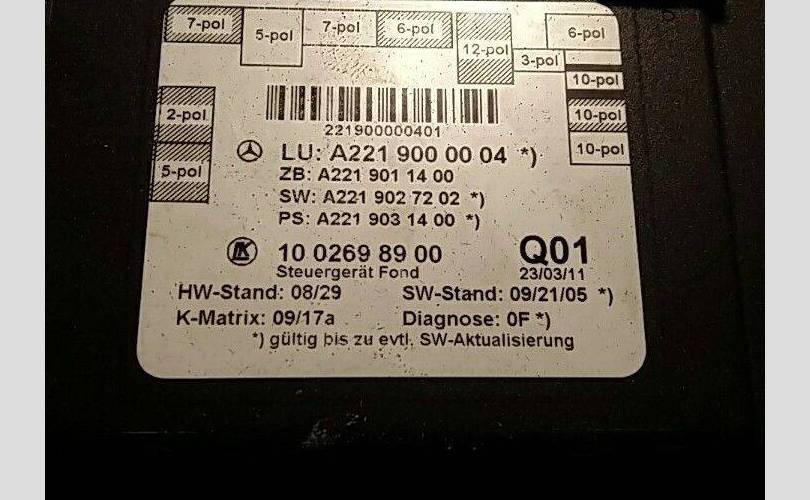 7-pol
5-pol
7-pol
6-pol
12-pol
3-pol
6-pol
10-pol
10-pol
10-pol
2-pol
5-pol
221900000401
LU: A221 900 00 04 *)
ZB: A221 901 14 00
SW: A221 902 72 02 *)
PS: A221 903 14 00 *)
10 0269 89 00
Q01
Steuergerät Fond
23/03/11
HW-Stand: 08/29 SW-Stand: 09/21/05 *)
K-Matrix: 09/17a Diagnose: 0F *)
*) gültig bis zu evtl. SW-Aktualisierung